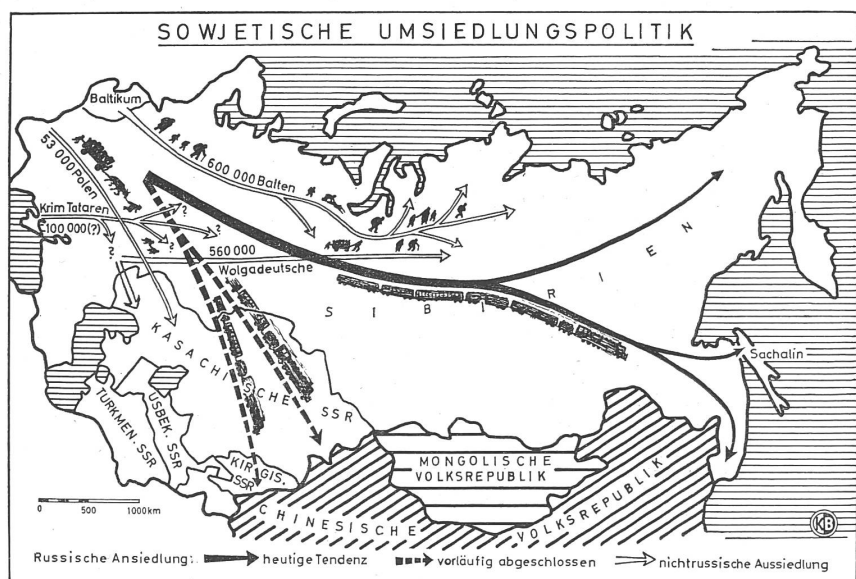 SOWJETISCHE UMSIEDLUNGSPOLITIK
Baltikum
53 000 Polen
600 000 Balten
Krim Tataren
100 000 (?)
?
?
?
?
560 000
Wolgadeutsche
SIBIRIEN
KASACHISCHE SSR
Sachalin
TURKMEN. SSR
USBEK. SSR
KIRGIS.
SSR
MONGOLISCHE
VOLKSREPUBLIK
CHINESISCHE VOLKSREPUBLIK
0 500 1000km
KB
Russische Ansiedlung: heutige Tendenz vorläufig abgeschlossen nichtrussische Aussiedlung